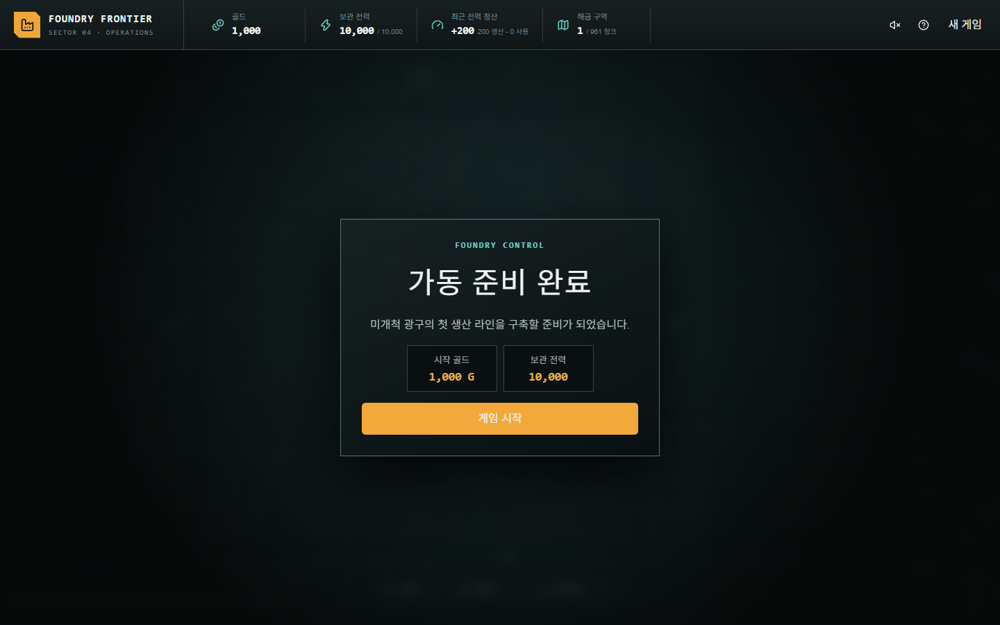 FOUNDRY FRONTIER
SECTOR 04 · OPERATIONS
골드
1,000
보관 전력
10,000 / 10,000
최근 전력 정산
+200 200 생산 - 0 사용
해금 구역
1 / 961 청크
새 게임
FOUNDRY CONTROL
가동 준비 완료
미개척 광구의 첫 생산 라인을 구축할 준비가 되었습니다.
시작 골드
1,000 G
보관 전력
10,000
게임 시작